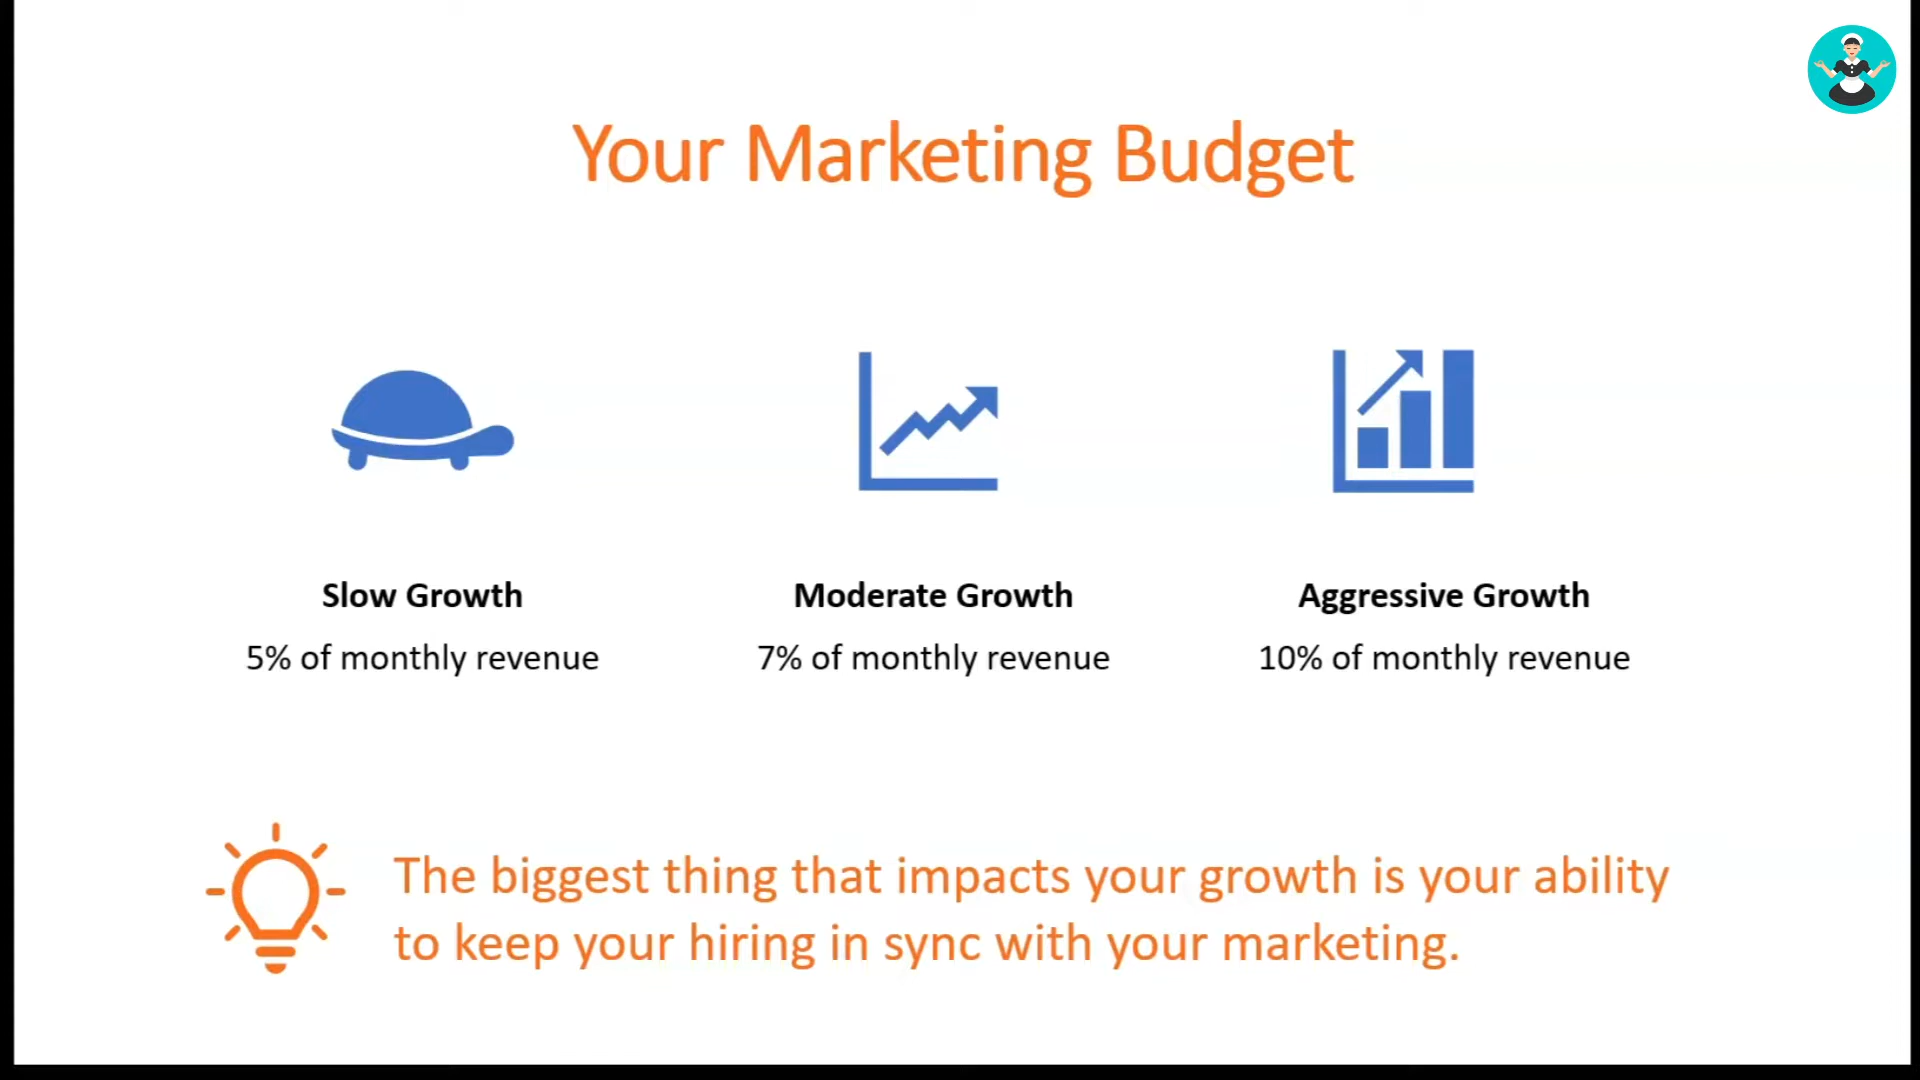 Your Marketing Budget
Slow Growth
5% of monthly revenue
Moderate Growth
7% of monthly revenue
Aggressive Growth
10% of monthly revenue
The biggest thing that impacts your growth is your ability
to keep your hiring in sync with your marketing.